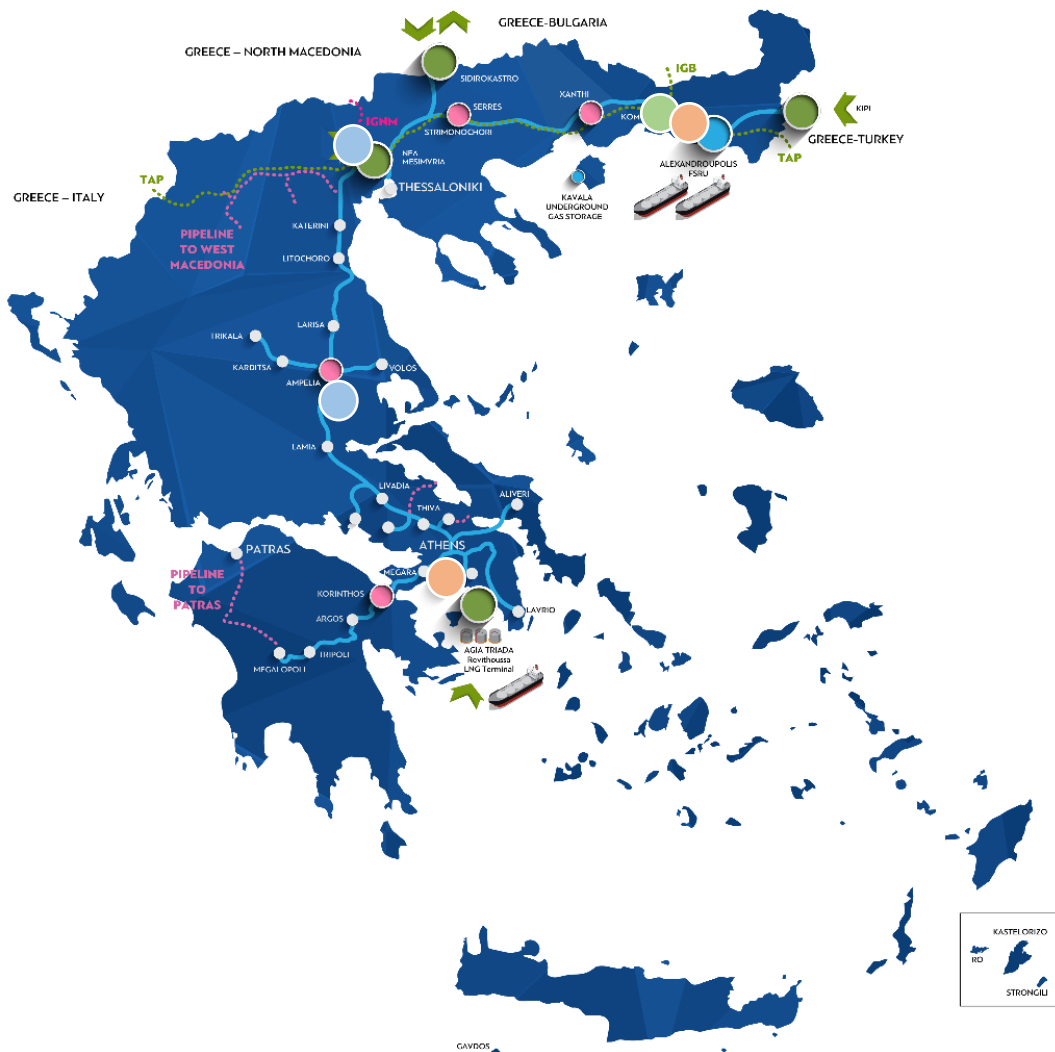 GREECE-BULGARIA
GREECE – NORTH MACEDONIA
SIDIROKASTRO
IGB
XANTHI
SERRES
KIPI
KOM
IGNM
STRIMONOCHORI
GREECE-TURKEY
NEA
MESIMVRIA
TAP
ALEXANDROUPOLIS
FSRU
TAP
THESSALONIKI
GREECE – ITALY
KAVALA
UNDERGROUND
GAS STORAGE
KATERINI
PIPELINE
TO WEST
MACEDONIA
LITOCHORO
LARISA
TRIKALA
KARDITSA
VOLOS
AMPELIA
LAMIA
LIVADIA
ALIVERI
THIVA
ATHENS
PATRAS
MEGARA
PIPELINE
TO
PATRAS
KORINTHOS
LAVRIO
ARGOS
AGIA TRIADA
Revithoussa
LNG Terminal
TRIPOLI
MEGALOPOLI
KASTELORIZO
RO
STRONGILI
GAVDOS